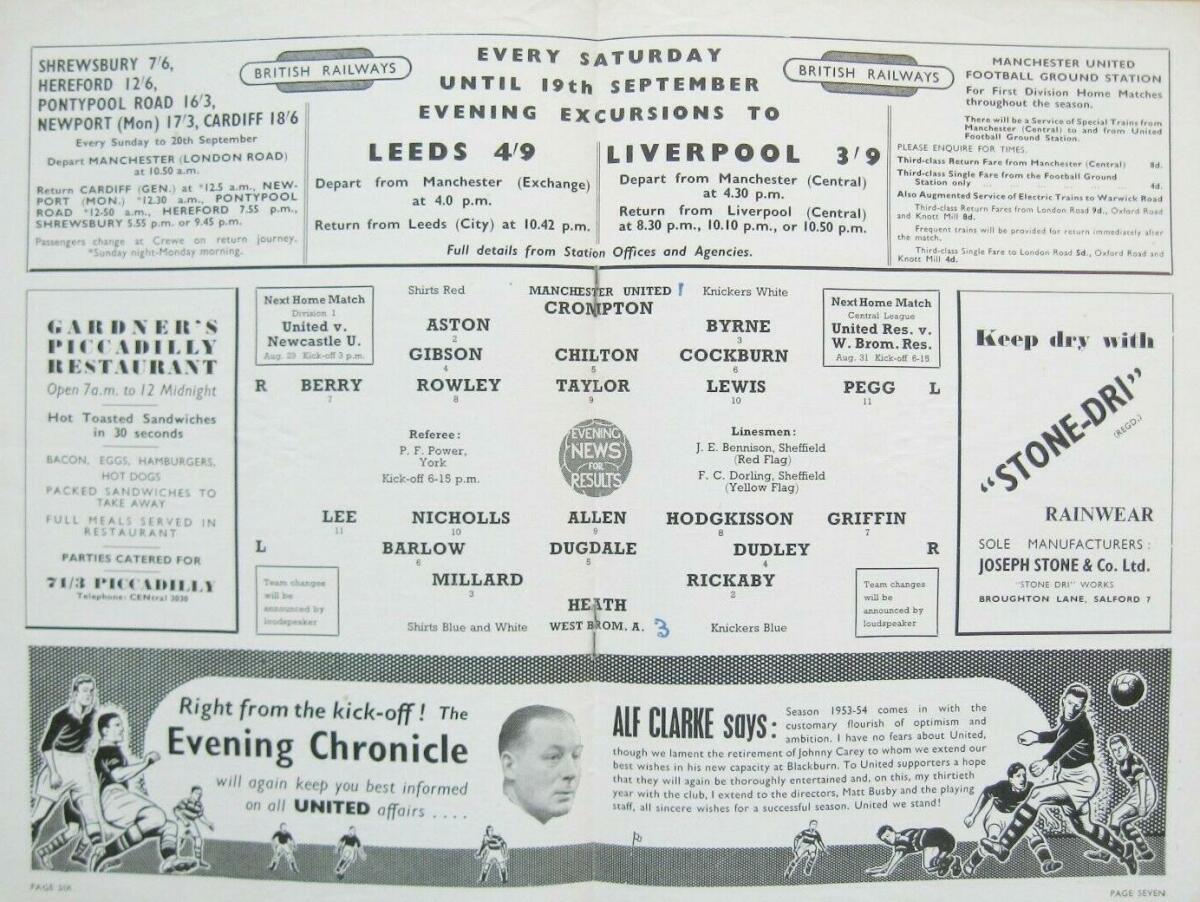 SHREWSBURY 7'6,
HEREFORD 12'6,
PONTYPOOL ROAD 16'3,
NEWPORT (Mon) 17'3, CARDIFF 18'6
Every Sunday to 20th September
Depart MANCHESTER (LONDON ROAD)
at 10.50 a.m.
Return CARDIFF (GEN.) at *12.5 a.m., NEW-
PORT (MON.) *12.30 a.m., PONTYPOOL
ROAD *12-50 a.m., HEREFORD 7.55 p.m.,
SHREWSBURY 5.55 p.m. or 9.45 p.m.
Passengers change at Crewe on return journey.
*Sunday night-Monday morning.
BRITISH RAILWAYS
EVERY SATURDAY
UNTIL 19th SEPTEMBER
EVENING EXCURSIONS TO
BRITISH RAILWAYS
LEEDS 4/9
Depart from Manchester (Exchange)
at 4.0 p.m.
Return from Leeds (City) at 10.42 p.m.
LIVERPOOL 3/9
Depart from Manchester (Central)
at 4.30 p.m.
Return from Liverpool (Central)
at 8.30 p.m., 10.10 p.m., or 10.50 p.m.
Full details from Station Offices and Agencies.
MANCHESTER UNITED
FOOTBALL GROUND STATION
For First Division Home Matches
throughout the season.
There will be a Service of Special Trains from
Manchester (Central) to and from United
Football Ground Station.
PLEASE ENQUIRE FOR TIMES.
Third-class Return Fare from Manchester (Central) 8d.
Third-class Single Fare from the Football Ground
Station only ... ... ... ... ... 4d.
Also Augmented Service of Electric Trains to Warwick Road
Third-class Return Fares from London Road 9d., Oxford Road
and Knott Mill 8d.
Frequent trains will be provided for return immediately after
the match.
Third-class Single Fare to London Road 5d., Oxford Road and
Knott Mill 4d.
GARDNER'S
PICCADILLY
RESTAURANT
Open 7a.m. to 12 Midnight
Hot Toasted Sandwiches
in 30 seconds
BACON, EGGS, HAMBURGERS,
HOT DOGS
PACKED SANDWICHES TO
TAKE AWAY
FULL MEALS SERVED IN
RESTAURANT
PARTIES CATERED FOR
71/3 PICCADILLY
Telephone: CENtral 3030
Next Home Match
Division 1
United v.
Newcastle U.
Aug. 29 Kick-off 3 p.m.
Shirts Red MANCHESTER UNITED 1 Knickers White
CROMPTON
ASTON BYRNE
2 3
GIBSON CHILTON COCKBURN
4 5 6
R BERRY ROWLEY TAYLOR LEWIS PEGG L
7 8 9 10 11
Next Home Match
Central League
United Res. v.
W. Brom. Res.
Aug. 31 Kick-off 6-15
Referee:
P. F. Power,
York
Kick-off 6-15 p.m.
EVENING
NEWS
FOR
RESULTS
Linesmen:
J. E. Bennison, Sheffield
(Red Flag)
F. C. Dorling, Sheffield
(Yellow Flag)
LEE NICHOLLS ALLEN HODGKISSON GRIFFIN
11 10 9 8 7
L BARLOW DUGDALE DUDLEY R
6 5 4
MILLARD RICKABY
3 2
HEATH
Shirts Blue and White WEST BROM. A. 3 Knickers Blue
Team changes
will be
announced by
loudspeaker
Team changes
will be
announced by
loudspeaker
Keep dry with
"STONE-DRI"
(REGD.)
RAINWEAR
SOLE MANUFACTURERS:
JOSEPH STONE & Co. Ltd.
"STONE DRI" WORKS
BROUGHTON LANE, SALFORD 7
Right from the kick-off! The
Evening Chronicle
will again keep you best informed
on all UNITED affairs ....
ALF CLARKE says:
Season 1953-54 comes in with the
customary flourish of optimism and
ambition. I have no fears about United,
though we lament the retirement of Johnny Carey to whom we extend our
best wishes in his new capacity at Blackburn. To United supporters a hope
that they will again be thoroughly entertained and, on this, my thirtieth
year with the club, I extend to the directors, Matt Busby and the playing
staff, all sincere wishes for a successful season. United we stand!
PAGE SIX
PAGE SEVEN